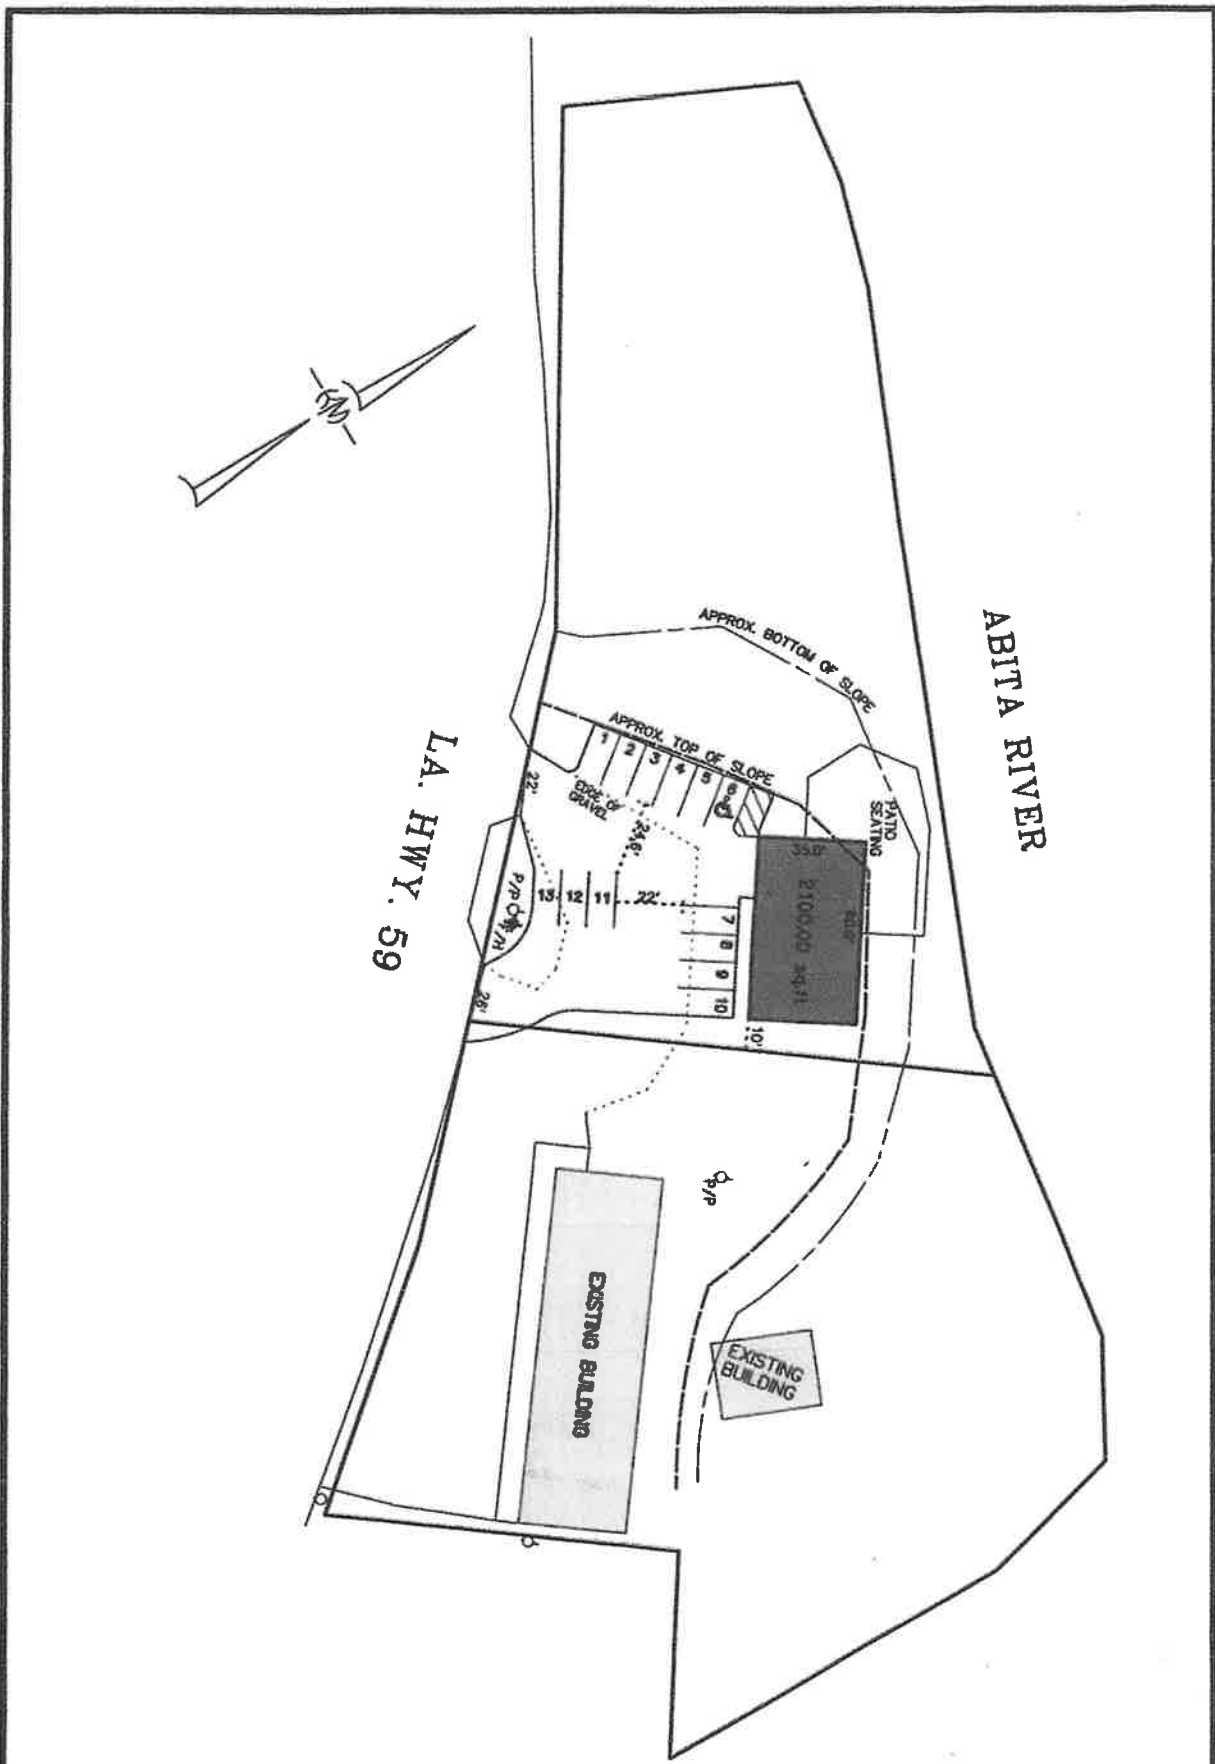 ABITA RIVER
APPROX. BOTTOM OF SLOPE
APPROX. TOP OF SLOPE
PATIO
SEATING
1
2
3
4
5
6
EDGE OF
GRAVEL
24.6'
22'
35.0'
60.0'
2100.00 sq.ft
LA. HWY. 59
P/P
F/H
13
12
11
22'
7
8
9
10
26'
10'
N
P/P
EXISTING BUILDING
EXISTING
BUILDING